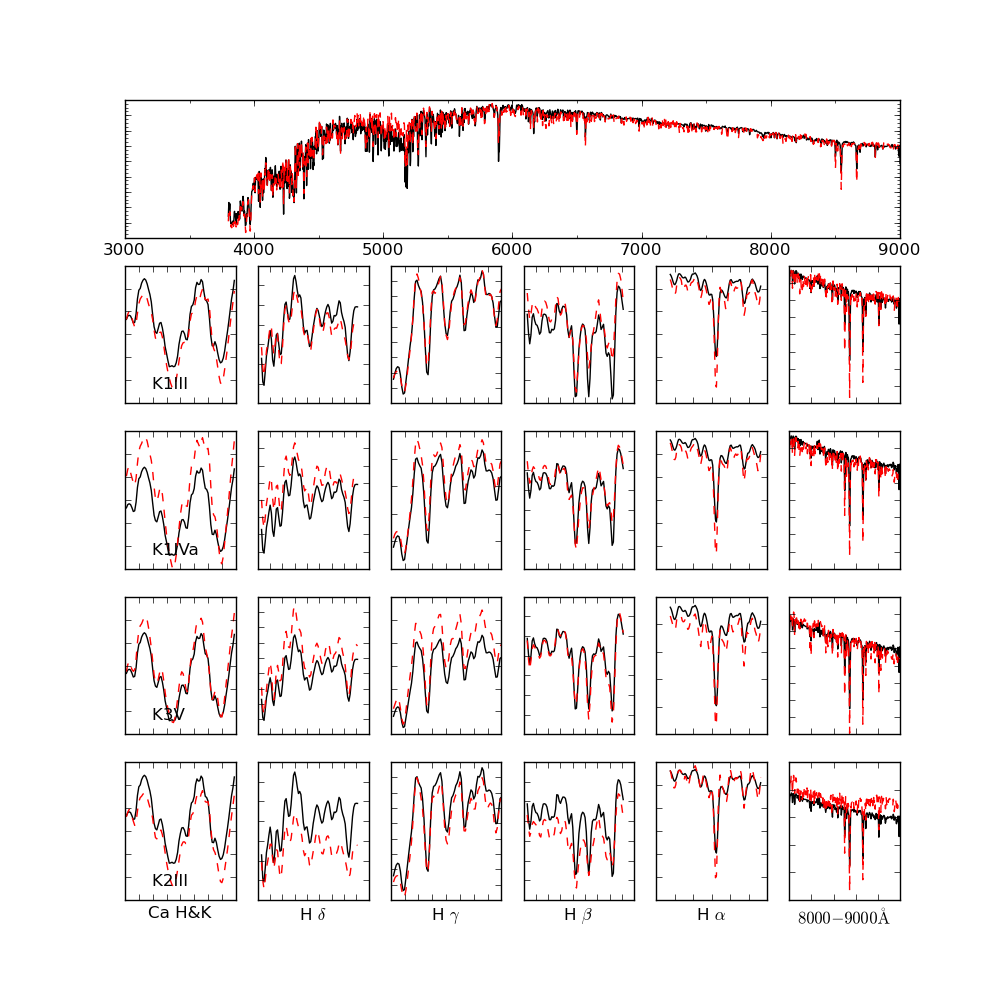 3000 4000 5000 6000 7000 8000 9000
K1III
K1IVa
K3V
K2III
Ca H&K H δ H γ H β H α 8000−9000Å